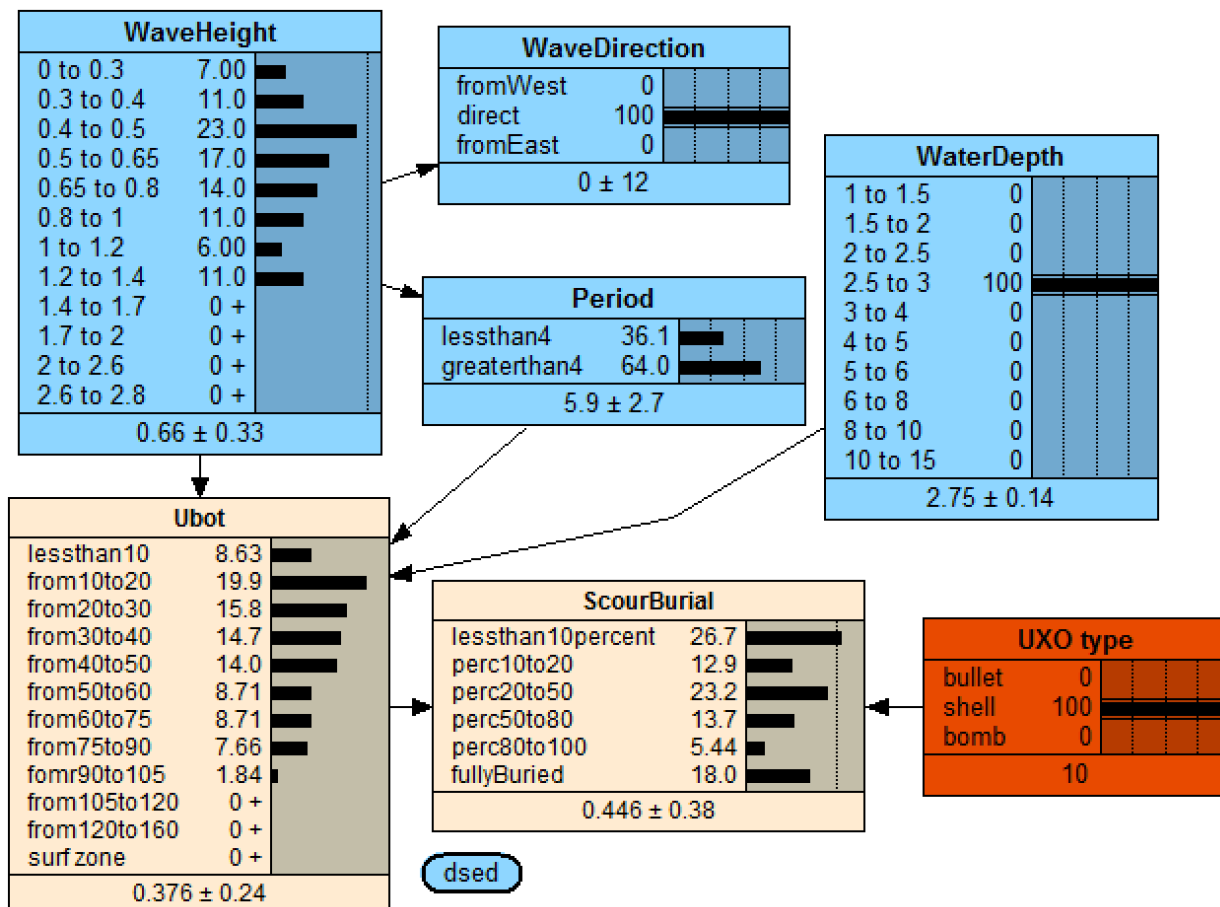 WaveHeight
0 to 0.3 7.00
0.3 to 0.4 11.0
0.4 to 0.5 23.0
0.5 to 0.65 17.0
0.65 to 0.8 14.0
0.8 to 1 11.0
1 to 1.2 6.00
1.2 to 1.4 11.0
1.4 to 1.7 0 +
1.7 to 2 0 +
2 to 2.6 0 +
2.6 to 2.8 0 +
0.66 ± 0.33
WaveDirection
fromWest 0
direct 100
fromEast 0
0 ± 12
WaterDepth
1 to 1.5 0
1.5 to 2 0
2 to 2.5 0
2.5 to 3 100
3 to 4 0
4 to 5 0
5 to 6 0
6 to 8 0
8 to 10 0
10 to 15 0
2.75 ± 0.14
Period
lessthan4 36.1
greaterthan4 64.0
5.9 ± 2.7
Ubot
lessthan10 8.63
from10to20 19.9
from20to30 15.8
from30to40 14.7
from40to50 14.0
from50to60 8.71
from60to75 8.71
from75to90 7.66
fomr90to105 1.84
from105to120 0 +
from120to160 0 +
surf zone 0 +
0.376 ± 0.24
ScourBurial
lessthan10percent 26.7
perc10to20 12.9
perc20to50 23.2
perc50to80 13.7
perc80to100 5.44
fullyBuried 18.0
0.446 ± 0.38
UXO type
bullet 0
shell 100
bomb 0
10
dsed